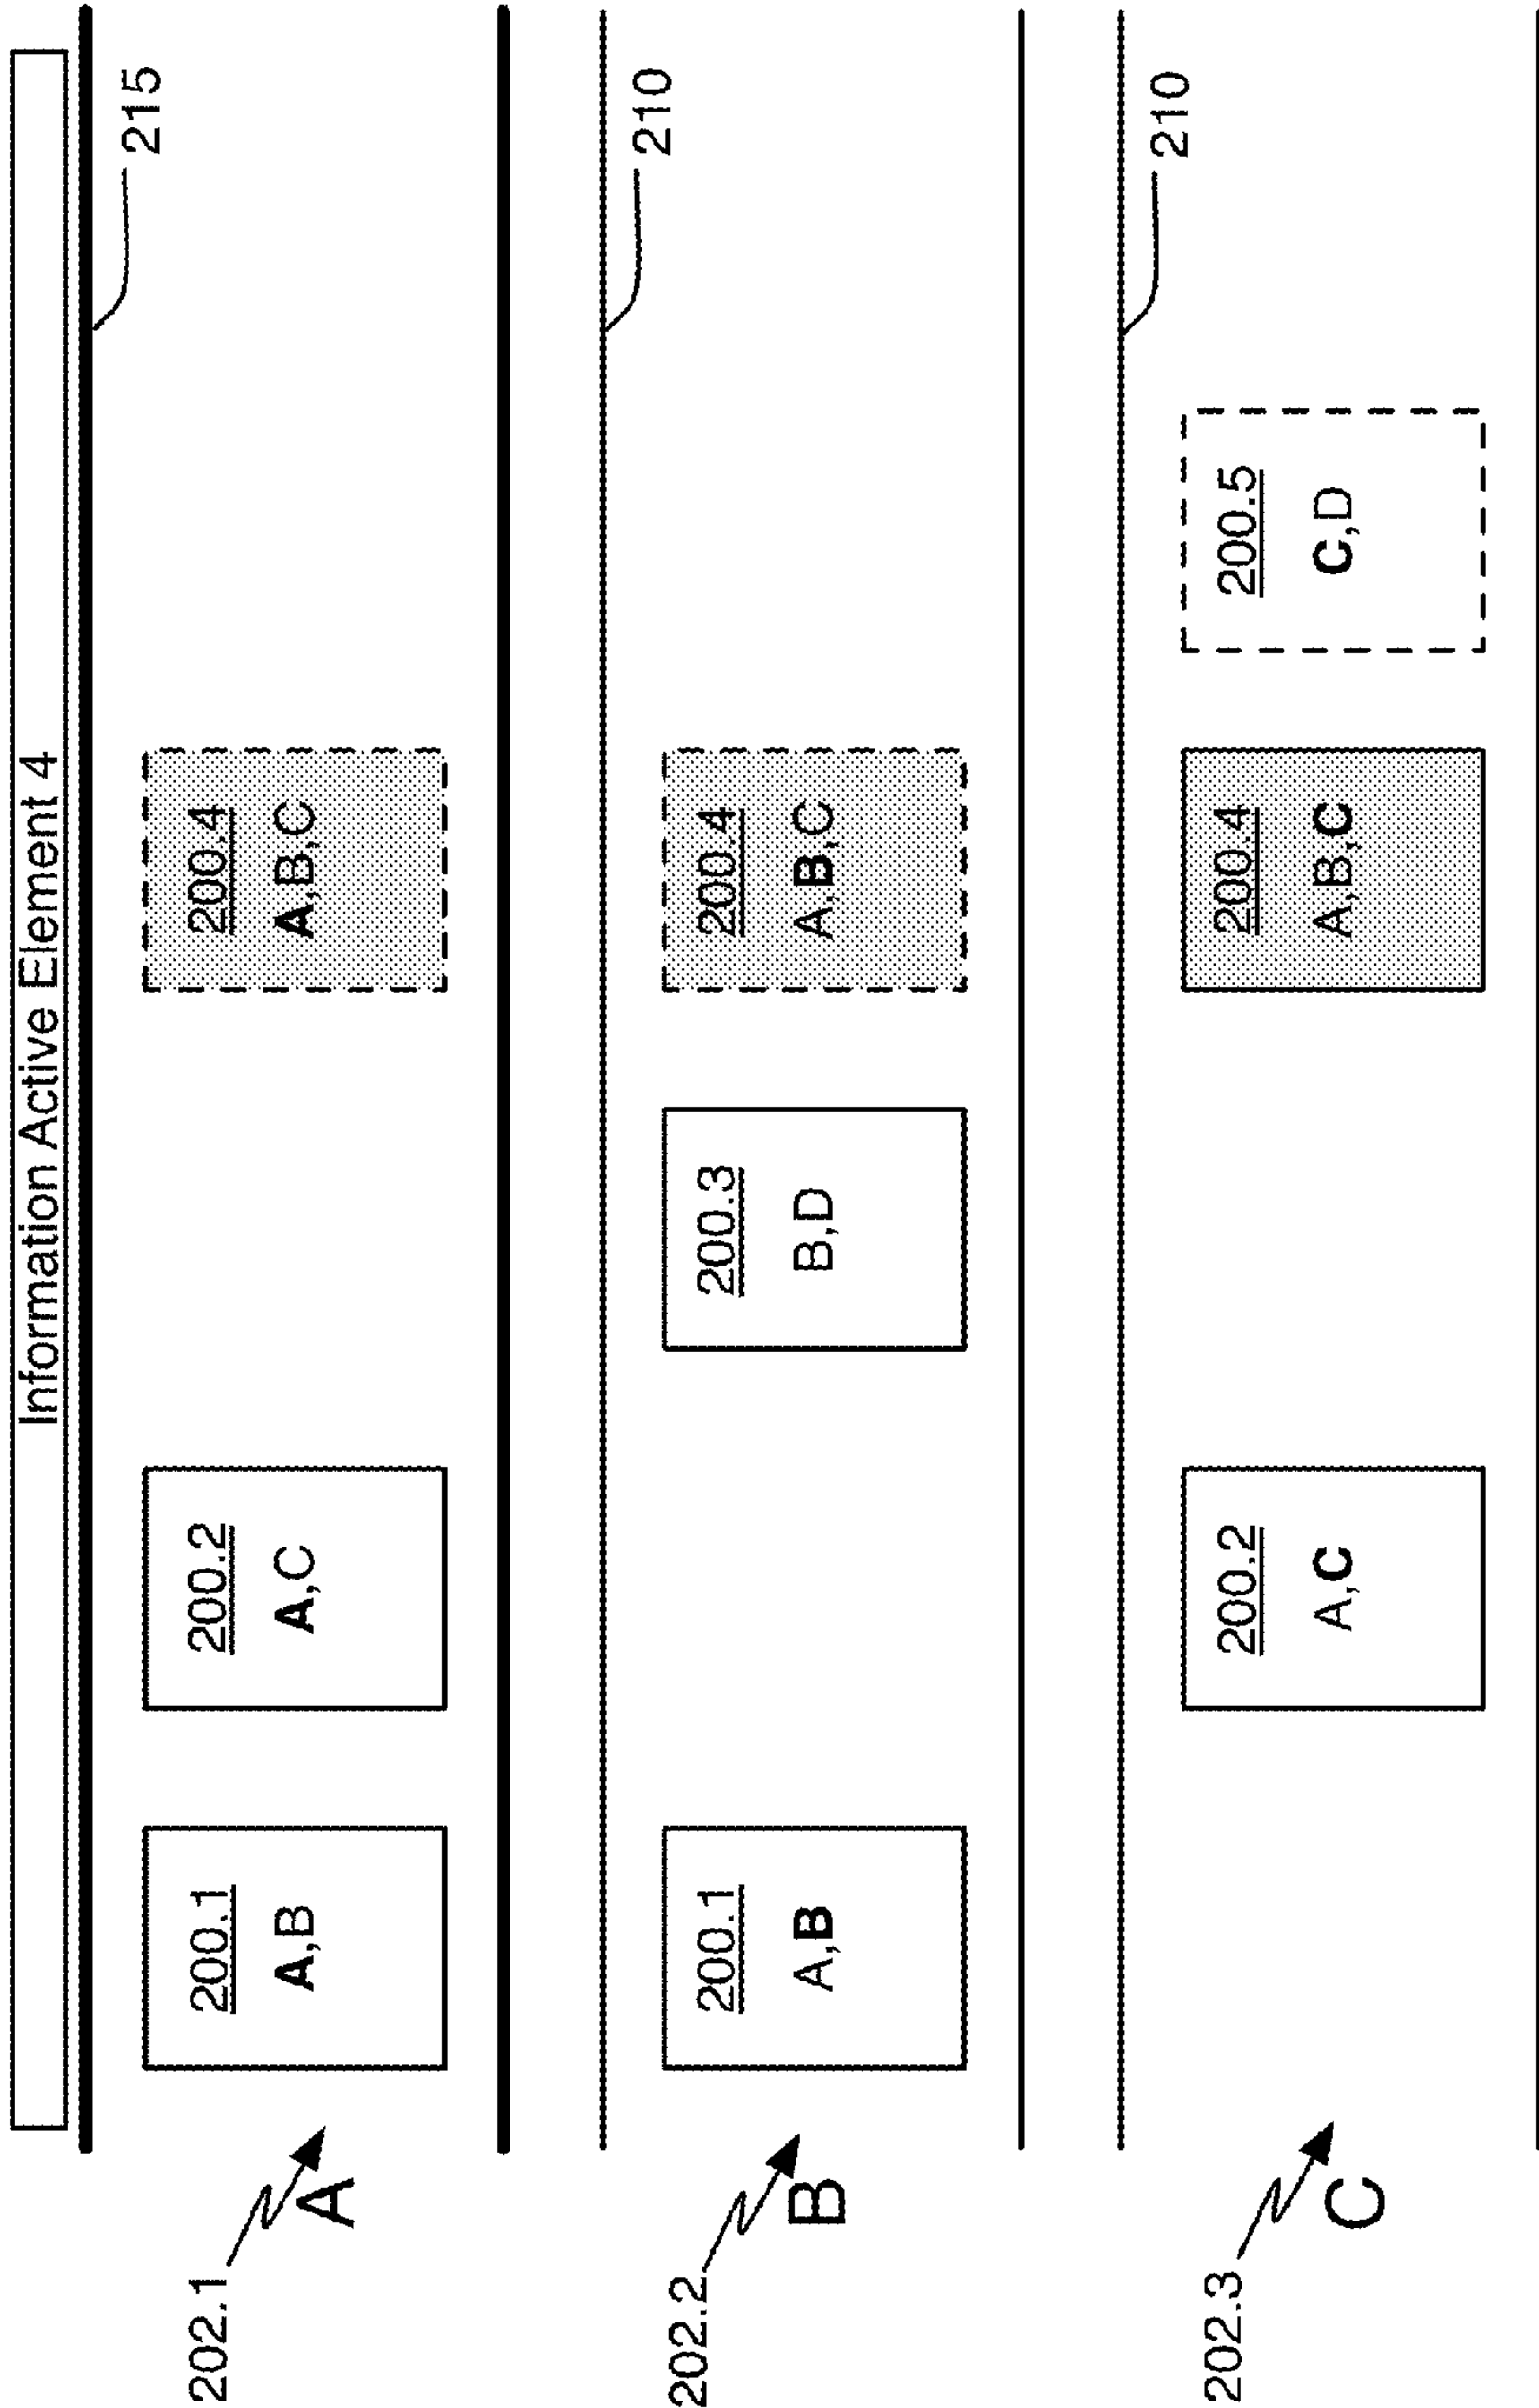 Information Active Element 4
215
202.1
A
200.1
A,B
200.2
A,C
200.4
A,B,C
210
202.2
B
200.1
A,B
200.3
B,D
200.4
A,B,C
210
202.3
C
200.2
A,C
200.4
A,B,C
200.5
C,D